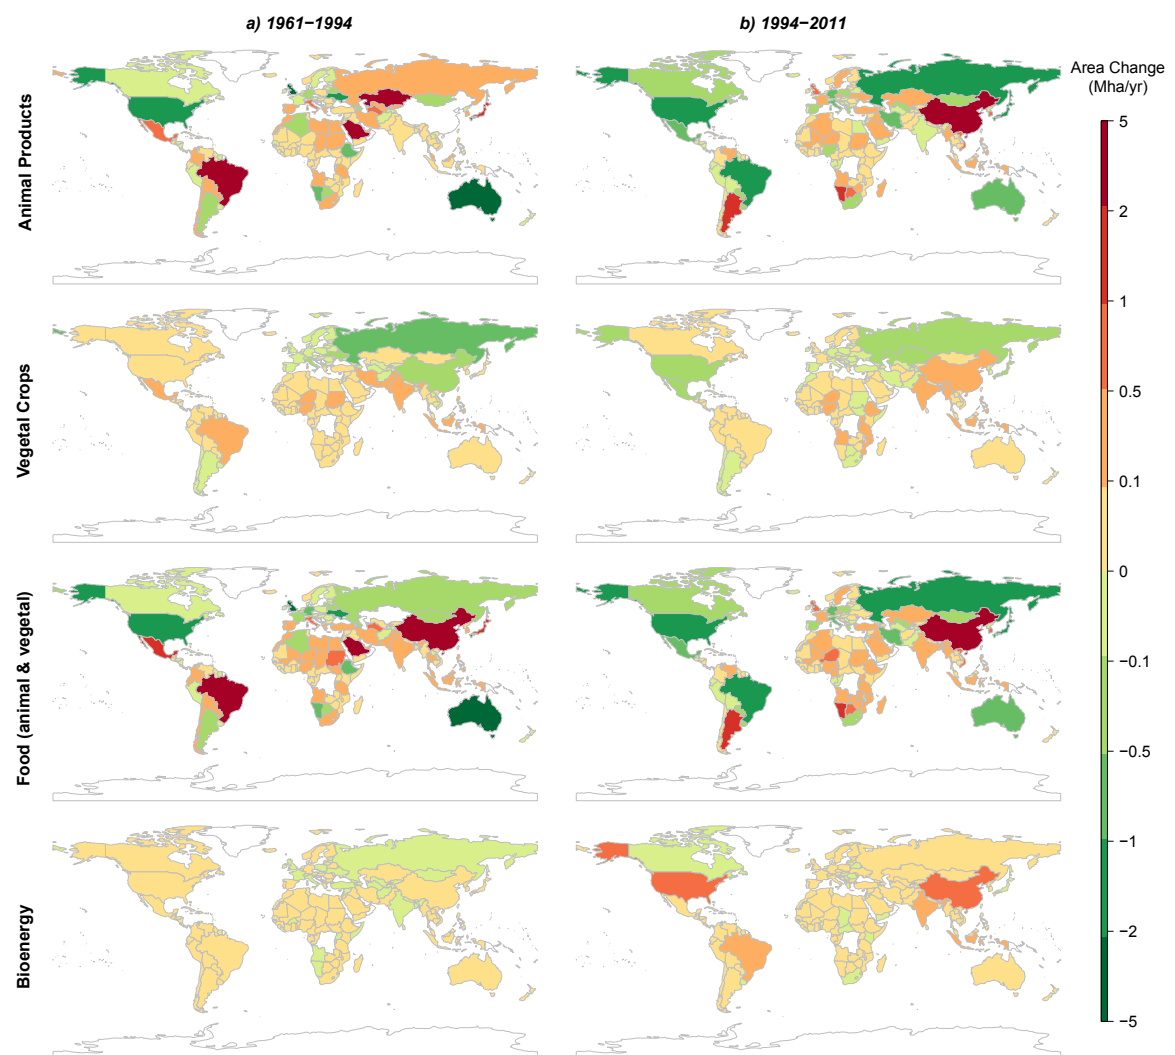 a) 1961−1994
b) 1994−2011
Area Change
(Mha/yr)
Animal Products
Vegetal Crops
Food (animal & vegetal)
Bioenergy
5
2
1
0.5
0.1
0
−0.1
−0.5
−1
−2
−5